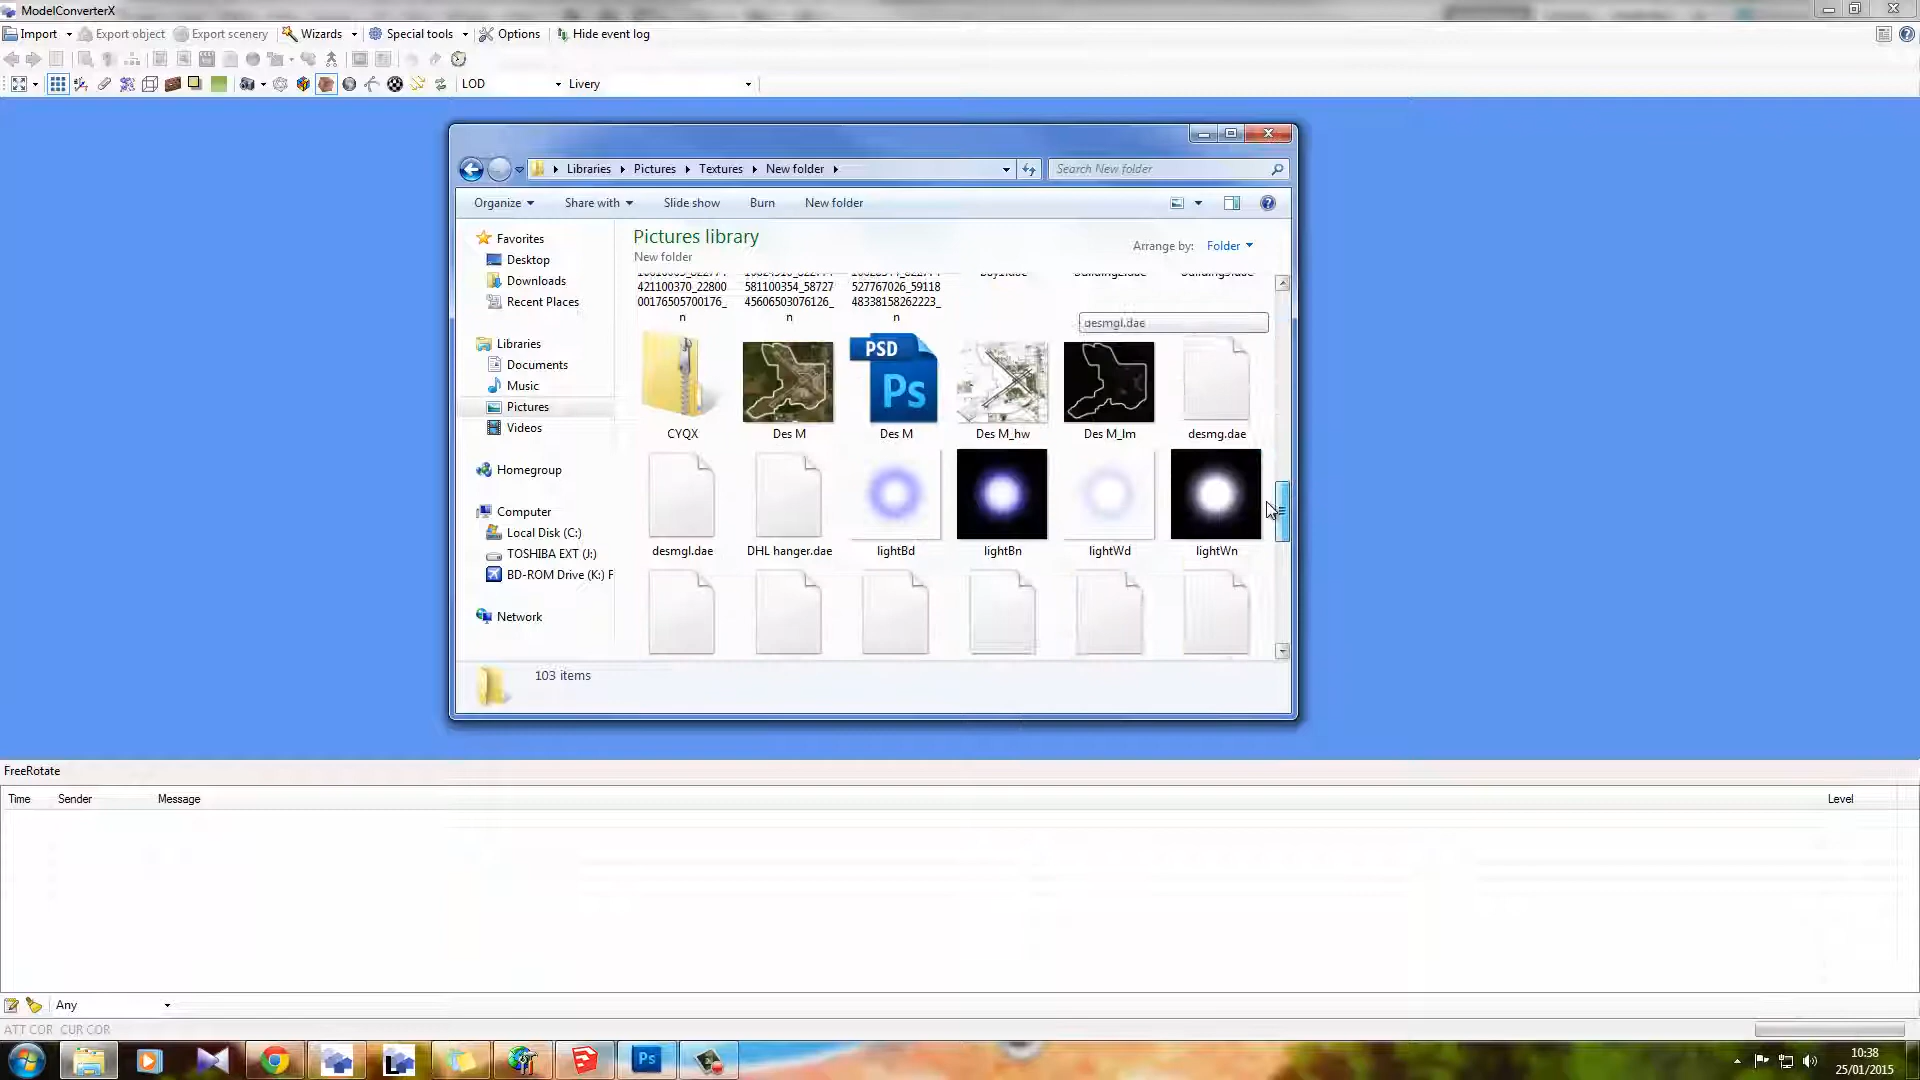 ModelConverterX
Import Export object Export scenery Wizards Special tools Options Hide event log
LOD Livery
Libraries Pictures Textures New folder Search New folder
Organize Share with Slide show Burn New folder
Pictures library
New folder
Arrange by: Folder
Favorites
Desktop
Downloads
Recent Places
Libraries
Documents
Music
Pictures
Videos
Homegroup
Computer
Local Disk (C:)
TOSHIBA EXT (J:)
BD-ROM Drive (K:) F
Network
421100370_22800
00176505700176_
n
581100354_58727
45606503076126_
n
527767026_59118
48338158262223_
n
desmgl.dae
PSD
Ps
CYQX Des M Des M Des M_hw Des M_lm desmg.dae
desmgl.dae DHL hanger.dae lightBd lightBn lightWd lightWn
103 items
FreeRotate
Time Sender Message Level
Any
ATT COR CUR COR
L
Ps
10:38
25/01/2015